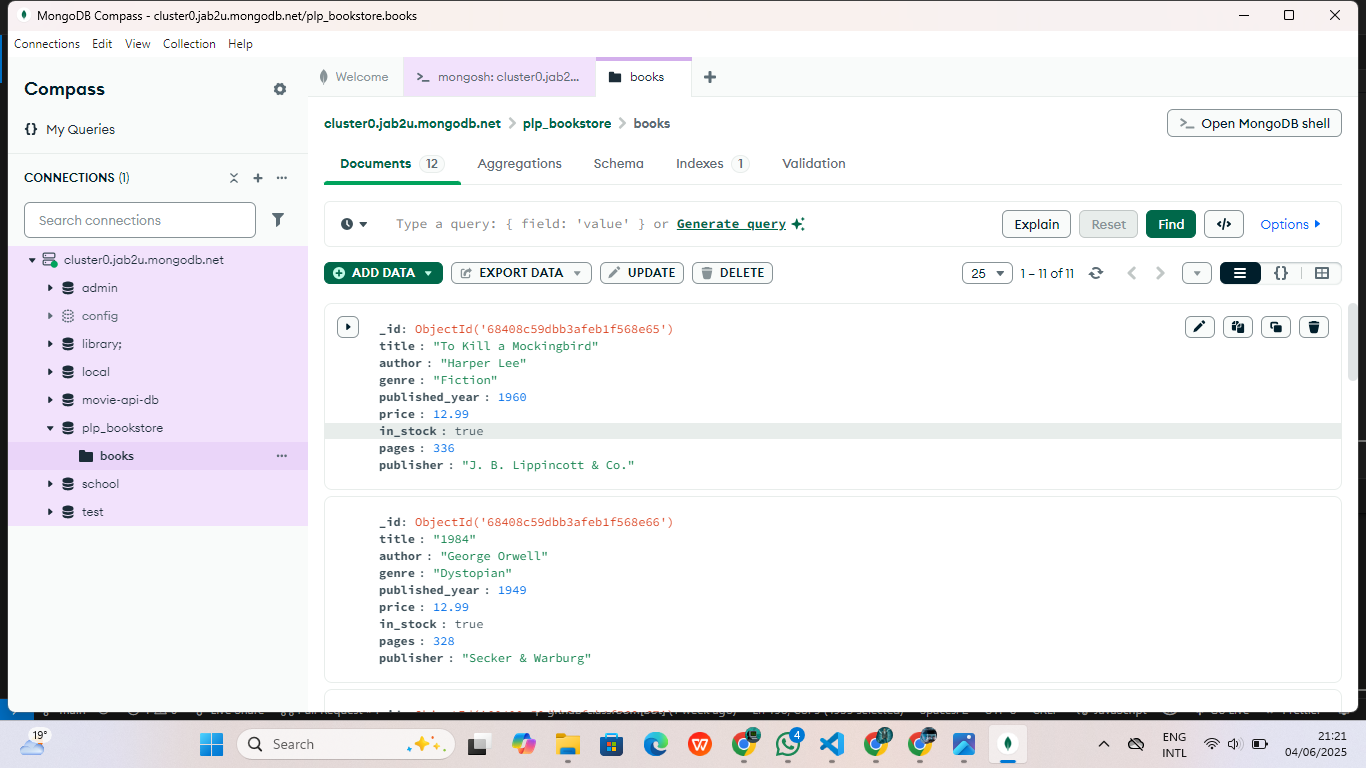 MongoDB Compass - cluster0.jab2u.mongodb.net/plp_bookstore.books
Connections Edit View Collection Help
Compass
My Queries
CONNECTIONS (1)
Search connections
cluster0.jab2u.mongodb.net
admin
config
library;
local
movie-api-db
plp_bookstore
books
school
test
Welcome
mongosh: cluster0.jab2...
books
cluster0.jab2u.mongodb.net > plp_bookstore > books
Open MongoDB shell
Documents 12 Aggregations Schema Indexes 1 Validation
Type a query: { field: 'value' } or Generate query
Explain Reset Find </> Options
ADD DATA EXPORT DATA UPDATE DELETE
25 1 – 11 of 11
{}
_id: ObjectId('68408c59dbb3afeb1f568e65')
title : "To Kill a Mockingbird"
author : "Harper Lee"
genre : "Fiction"
published_year : 1960
price : 12.99
in_stock : true
pages : 336
publisher : "J. B. Lippincott & Co."
_id: ObjectId('68408c59dbb3afeb1f568e66')
title : "1984"
author : "George Orwell"
genre : "Dystopian"
published_year : 1949
price : 12.99
in_stock : true
pages : 328
publisher : "Secker & Warburg"
19°
Search
4
ENG
INTL
21:21
04/06/2025